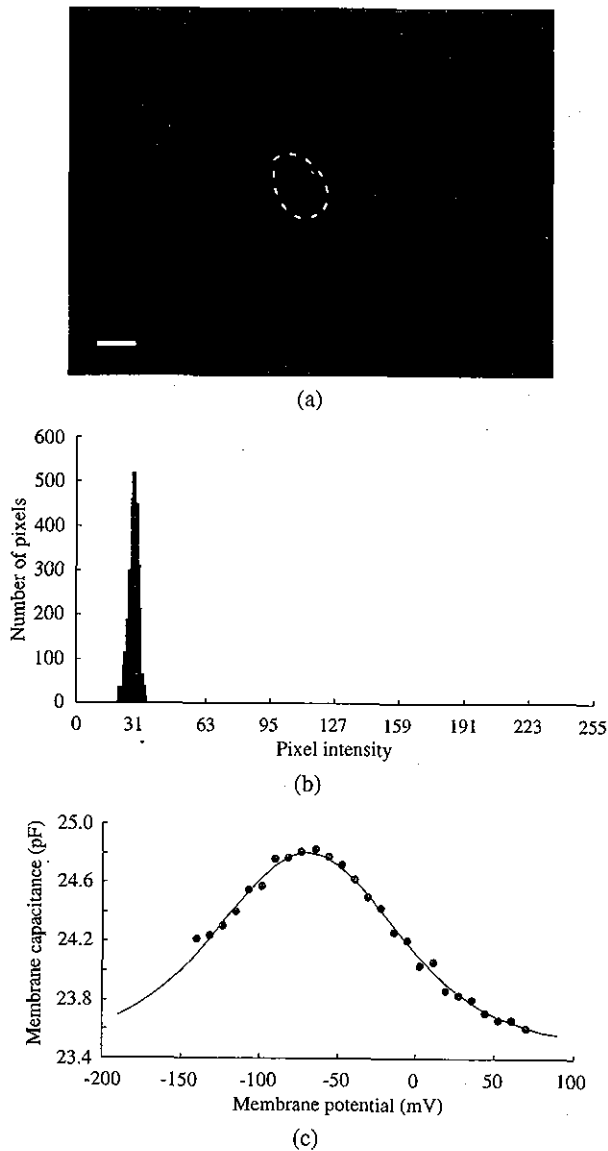 (a)
600
500
400
300
200
100
0
Number of pixels
0 31 63 95 127 159 191 223 255
Pixel intensity
(b)
25.0
24.6
24.2
23.8
23.4
Membrane capacitance (pF)
-200 -150 -100 -50 0 50 100
Membrane potential (mV)
(c)